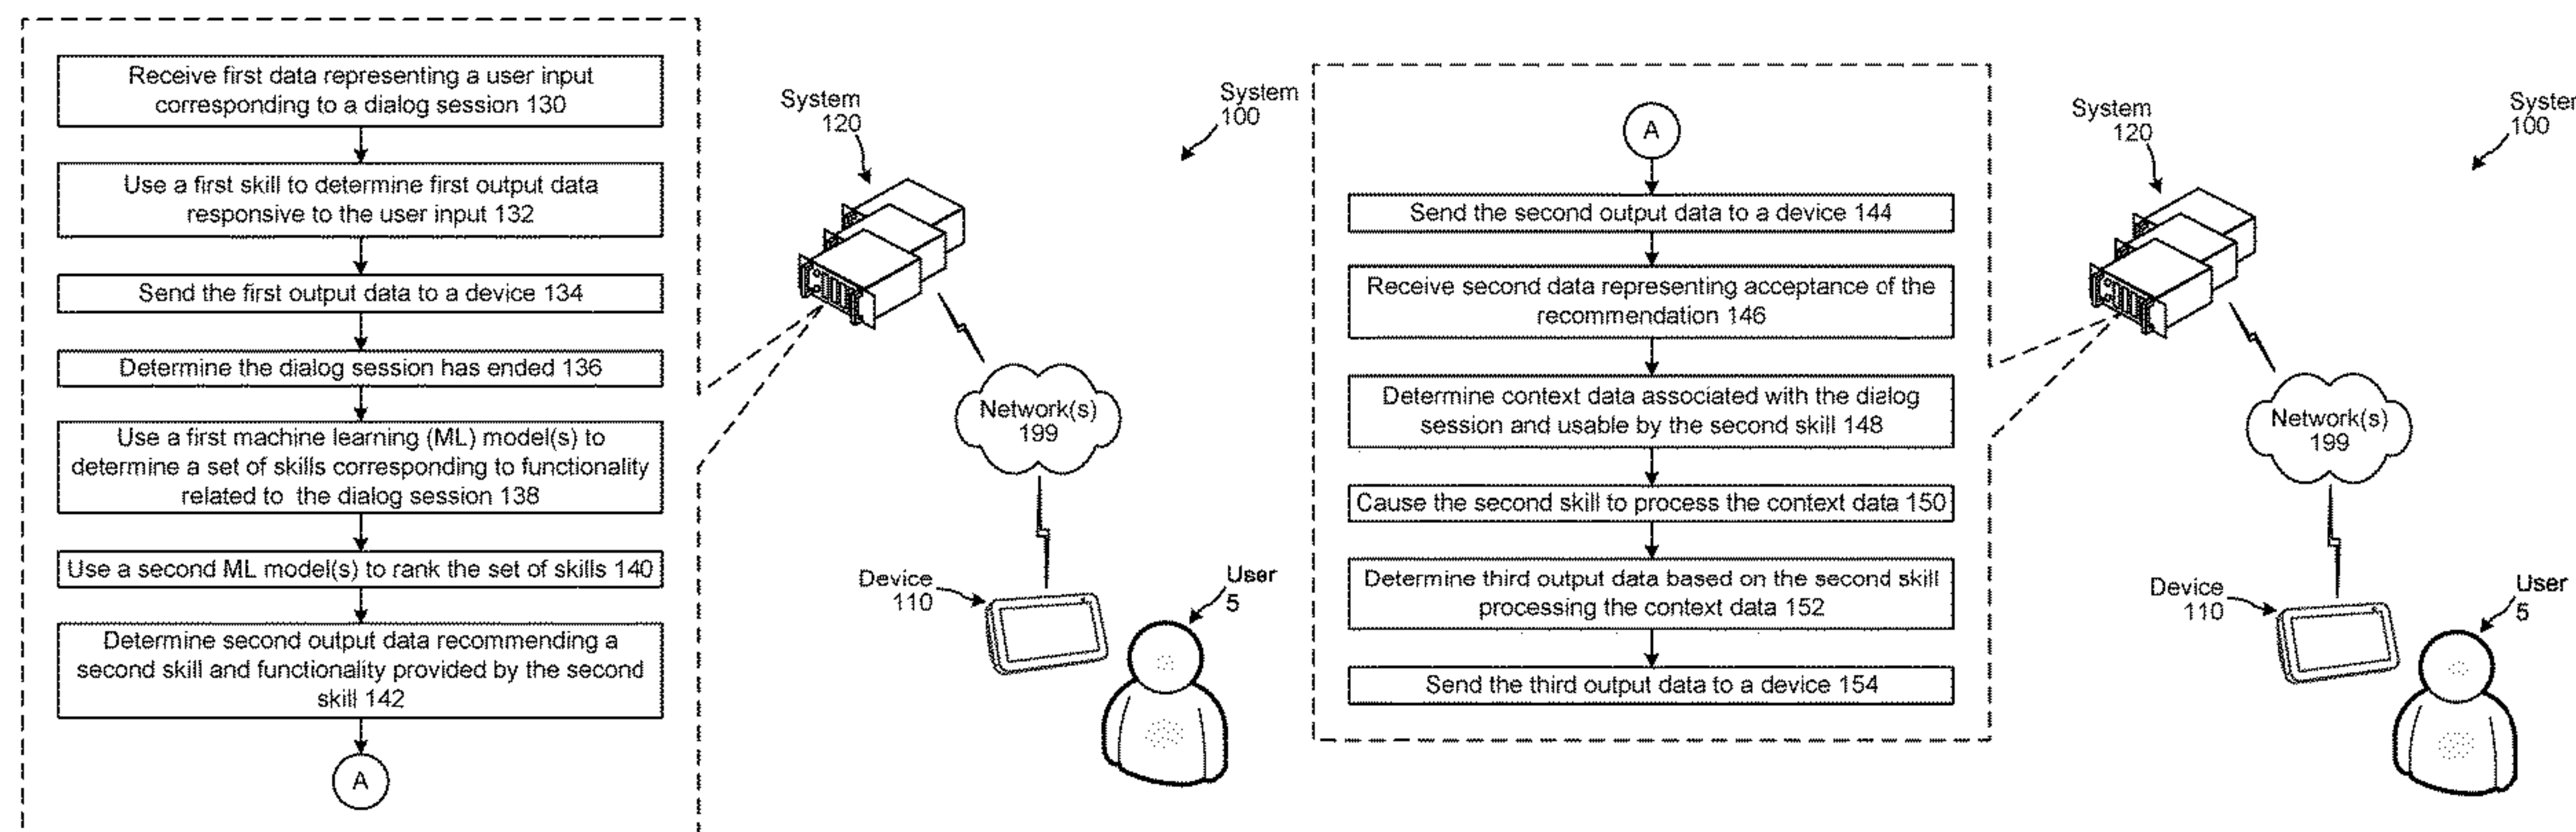 Receive first data representing a user input
corresponding to a dialog session 130
Use a first skill to determine first output data
responsive to the user input 132
Send the first output data to a device 134
Determine the dialog session has ended 136
Use a first machine learning (ML) model(s) to
determine a set of skills corresponding to functionality
related to the dialog session 138
Use a second ML model(s) to rank the set of skills 140
Determine second output data recommending a
second skill and functionality provided by the second
skill 142
A
System
120
System
100
Network(s)
199
Device
110
User
5
A
Send the second output data to a device 144
Receive second data representing acceptance of the
recommendation 146
Determine context data associated with the dialog
session and usable by the second skill 148
Cause the second skill to process the context data 150
Determine third output data based on the second skill
processing the context data 152
Send the third output data to a device 154
System
120
System
100
Network(s)
199
Device
110
User
5